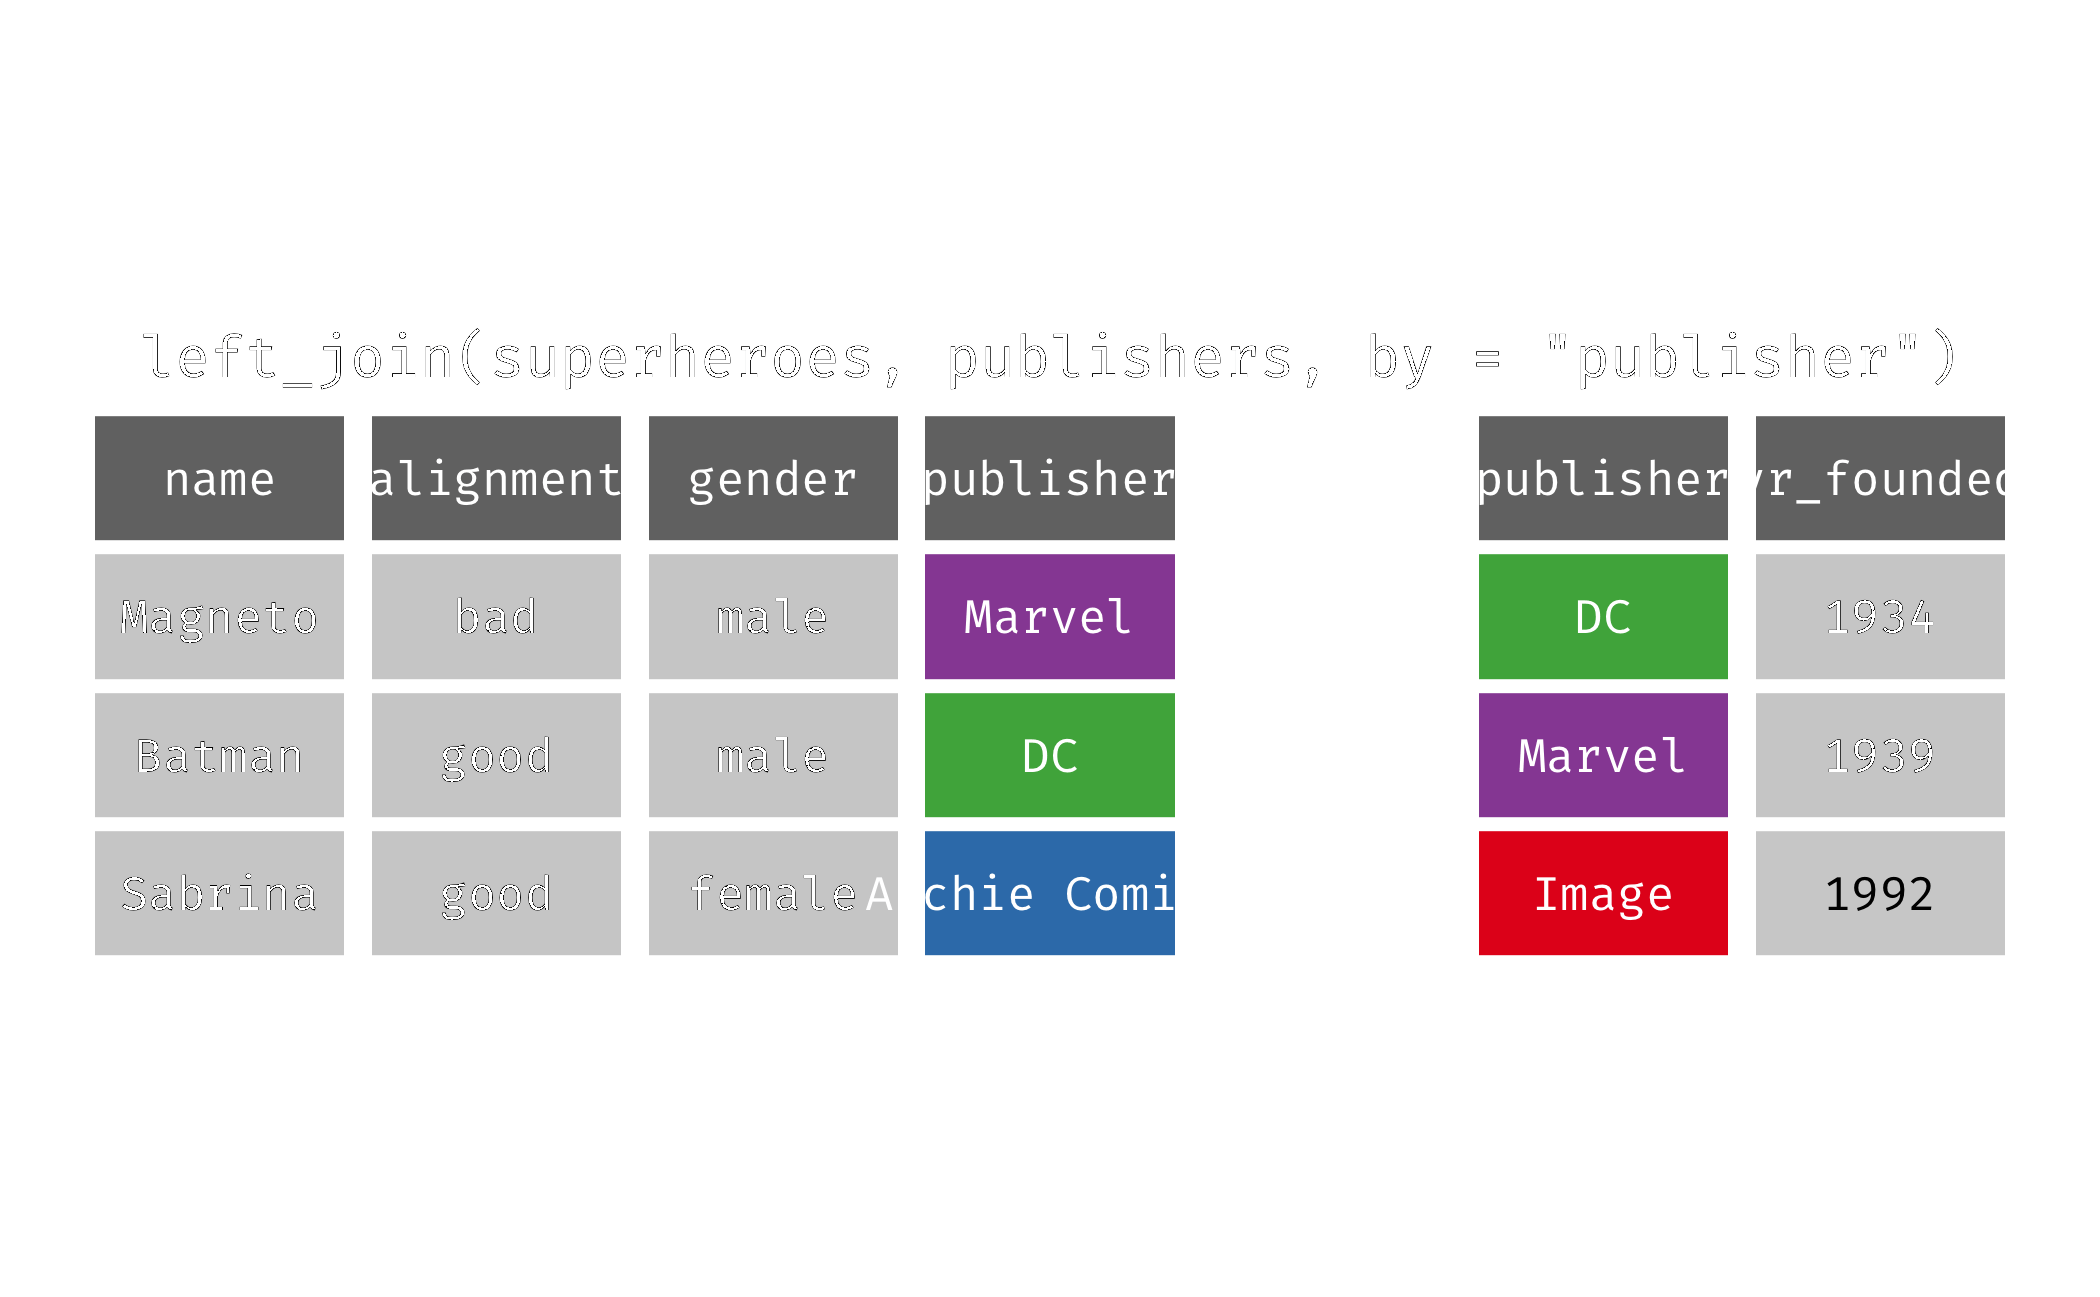 left_join(superheroes, publishers, by = "publisher")
name alignment gender publisher publisher yr_founded
Magneto bad male Marvel DC 1934
Batman good male DC Marvel 1939
Sabrina good female A chie Comi Image 1992